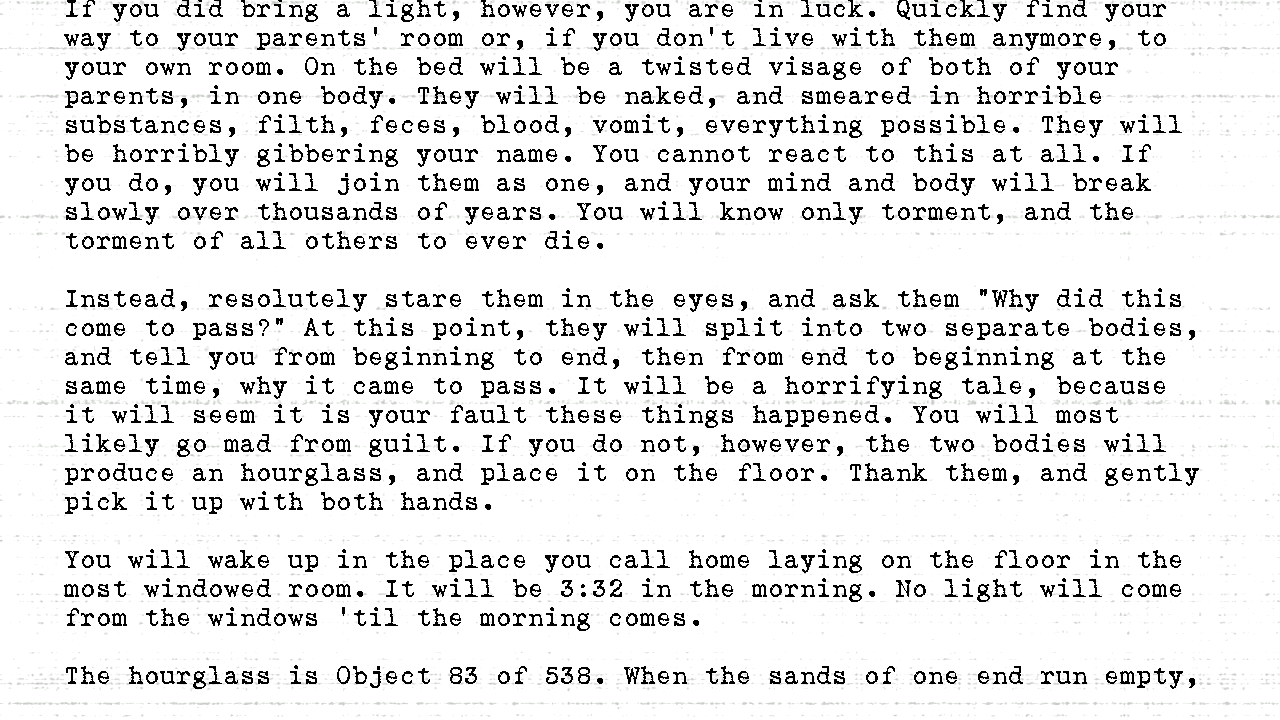 If you did bring a light, however, you are in luck. Quickly find your
way to your parents' room or, if you don't live with them anymore, to
your own room. On the bed will be a twisted visage of both of your
parents, in one body. They will be naked, and smeared in horrible
substances, filth, feces, blood, vomit, everything possible. They will
be horribly gibbering your name. You cannot react to this at all. If
you do, you will join them as one, and your mind and body will break
slowly over thousands of years. You will know only torment, and the
torment of all others to ever die.
Instead, resolutely stare them in the eyes, and ask them "Why did this
come to pass?" At this point, they will split into two separate bodies,
and tell you from beginning to end, then from end to beginning at the
same time, why it came to pass. It will be a horrifying tale, because
it will seem it is your fault these things happened. You will most
likely go mad from guilt. If you do not, however, the two bodies will
produce an hourglass, and place it on the floor. Thank them, and gently
pick it up with both hands.
You will wake up in the place you call home laying on the floor in the
most windowed room. It will be 3:32 in the morning. No light will come
from the windows 'til the morning comes.
The hourglass is Object 83 of 538. When the sands of one end run empty,